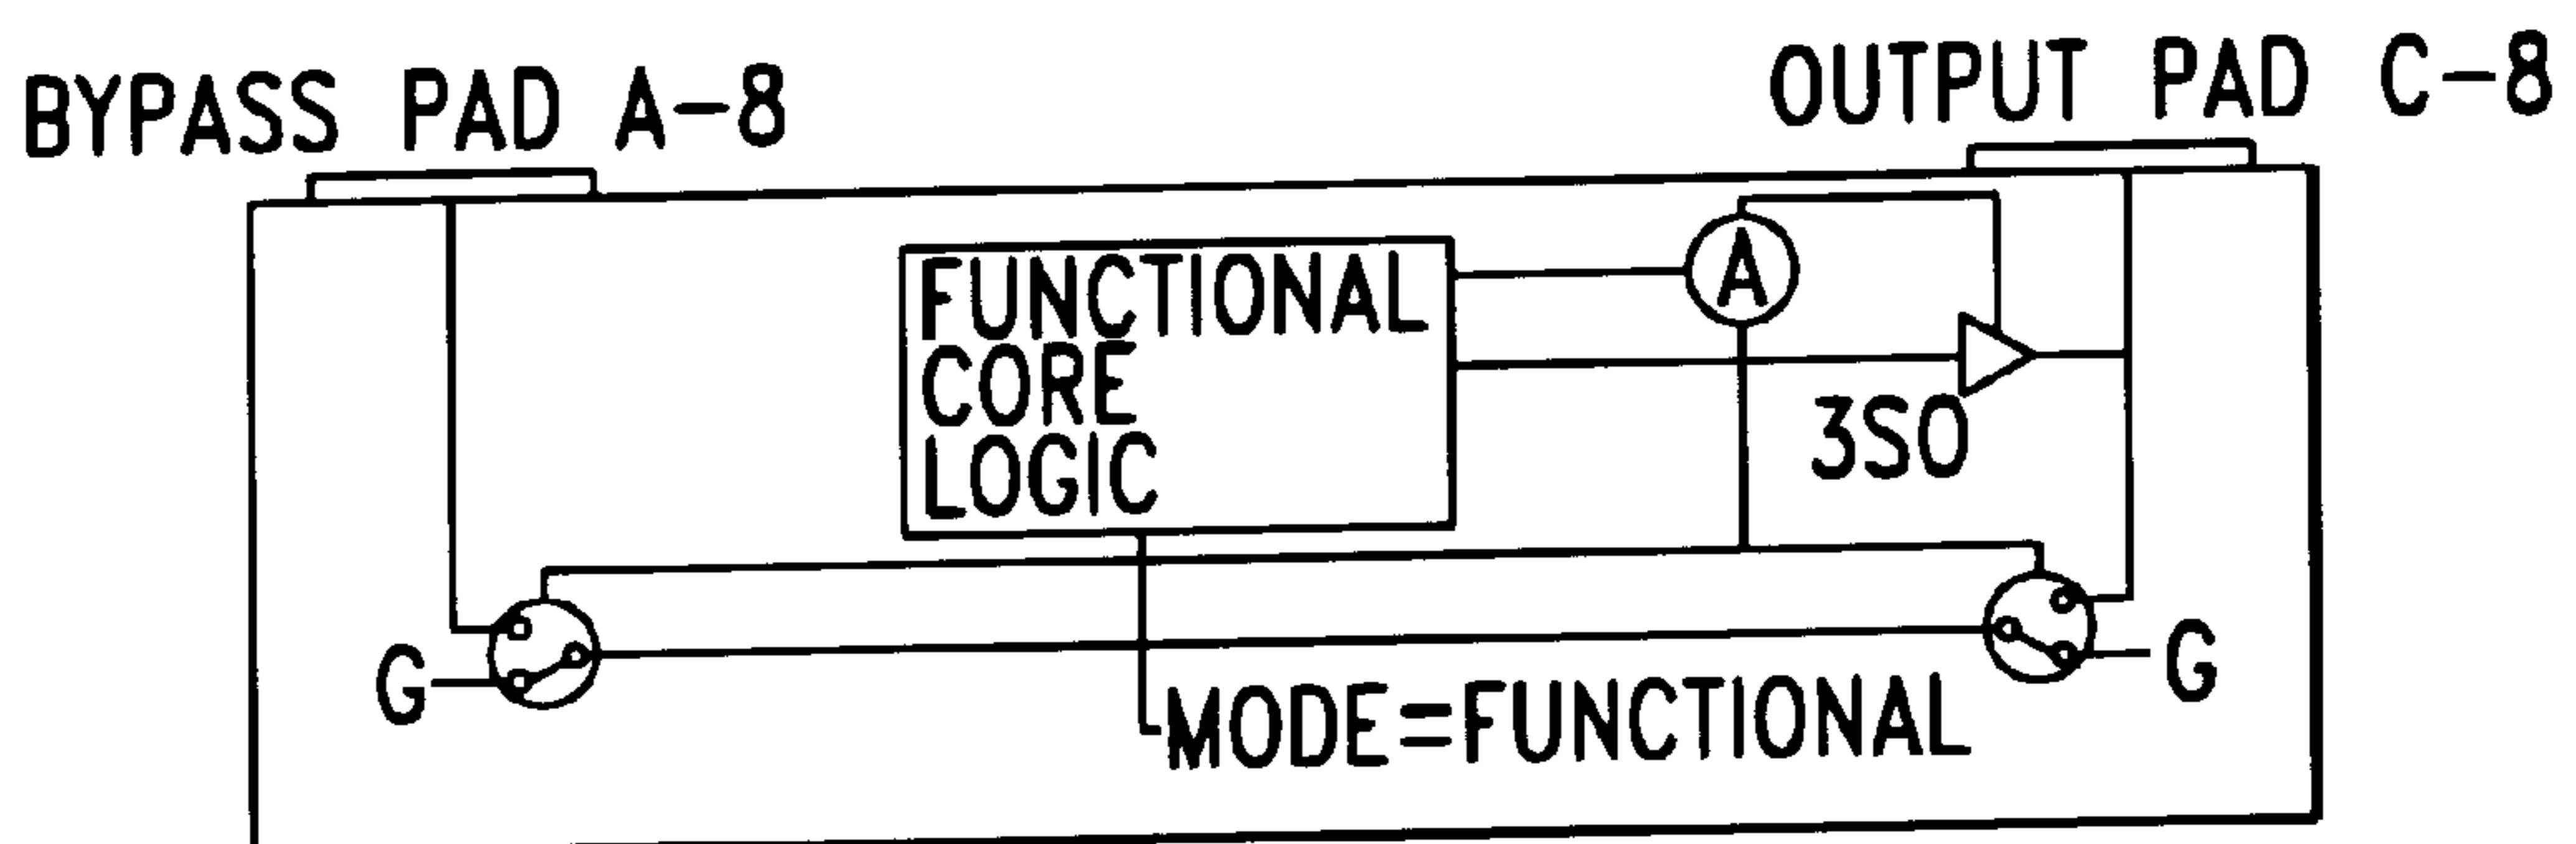 BYPASS PAD A-8
OUTPUT PAD C-8
FUNCTIONAL
CORE
LOGIC
A
3SO
G
G
MODE=FUNCTIONAL